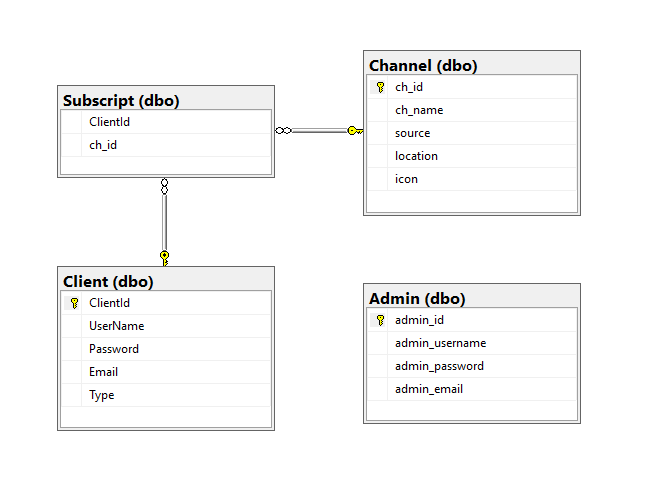 Subscript (dbo)
ClientId
ch_id
Channel (dbo)
ch_id
ch_name
source
location
icon
Client (dbo)
ClientId
UserName
Password
Email
Type
Admin (dbo)
admin_id
admin_username
admin_password
admin_email